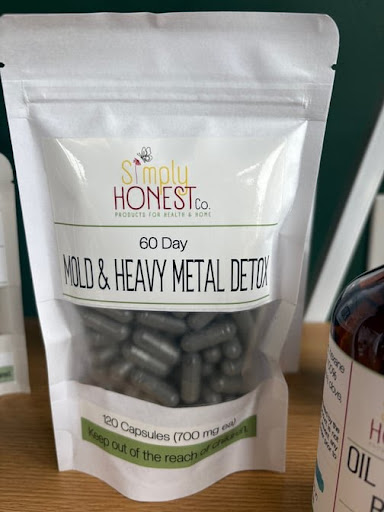 Simply
HONEST Co.
PRODUCTS FOR HEALTH & HOME
60 Day
MOLD & HEAVY METAL DETOX
120 Capsules (700 mg ea)
Keep out of the reach of children.
OIL